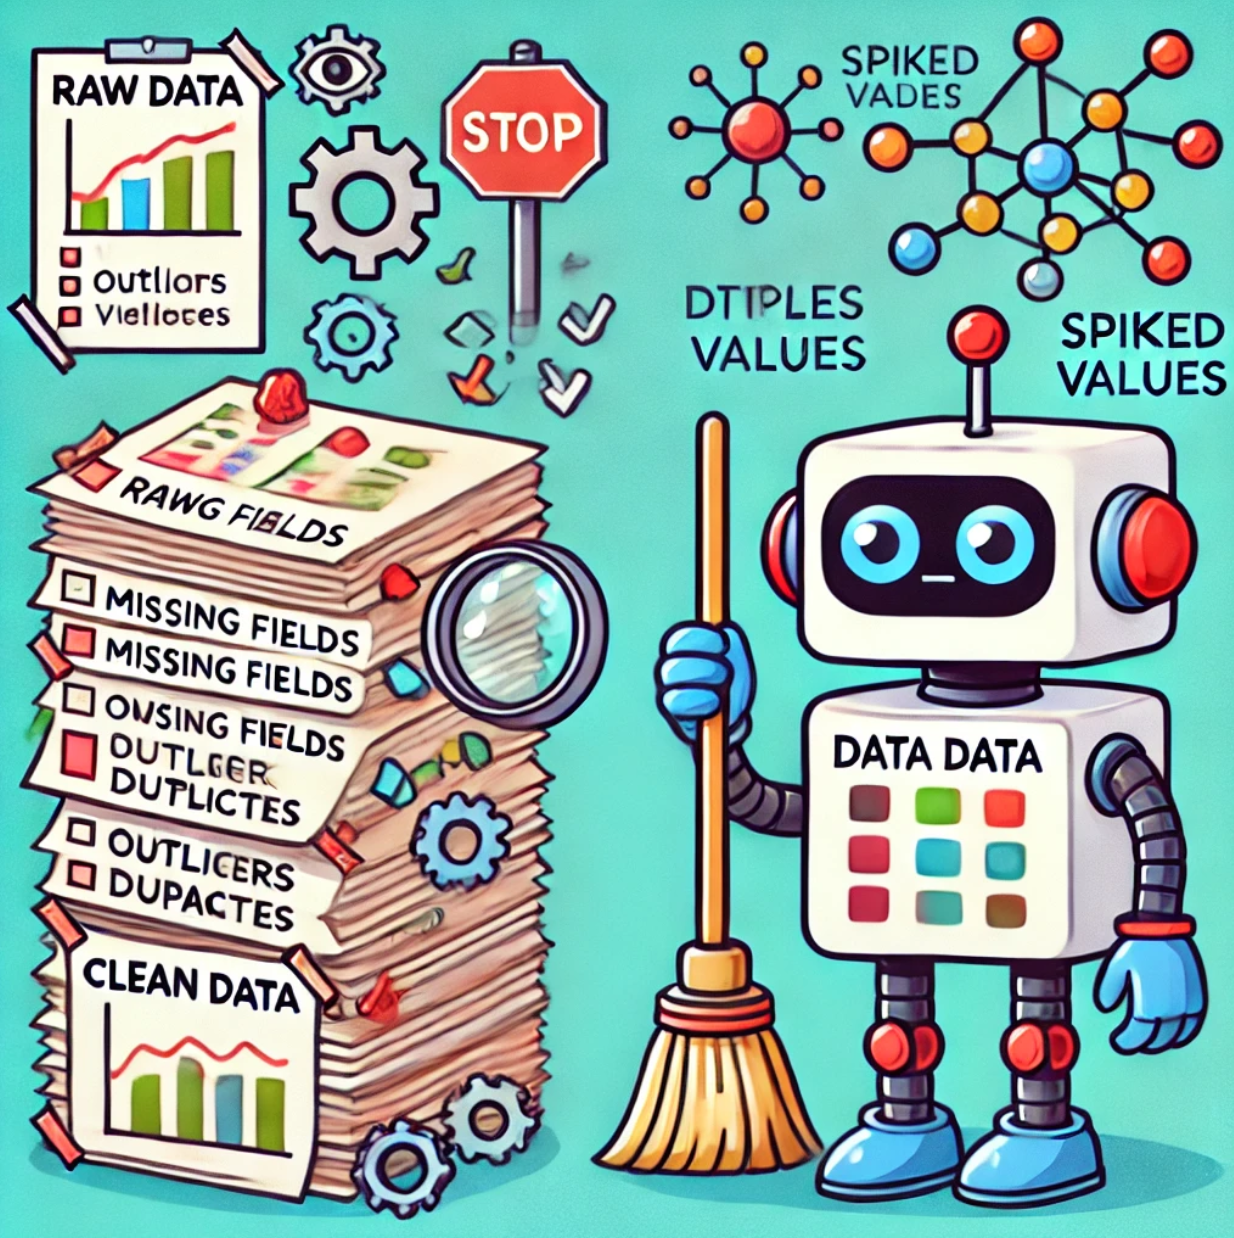 RAW DATA
Outllors
Vielloces
STOP
SPIKED
VADES
DTIPLES
VALUES
SPIKED
VALUES
RAWG FIELDS
MISSING FIELDS
MISSING FIELDS
OWSING FIELDS
OUTLGER
DUTLICTES
OUTLICERS
DUPACTES
CLEAN DATA
DATA DATA